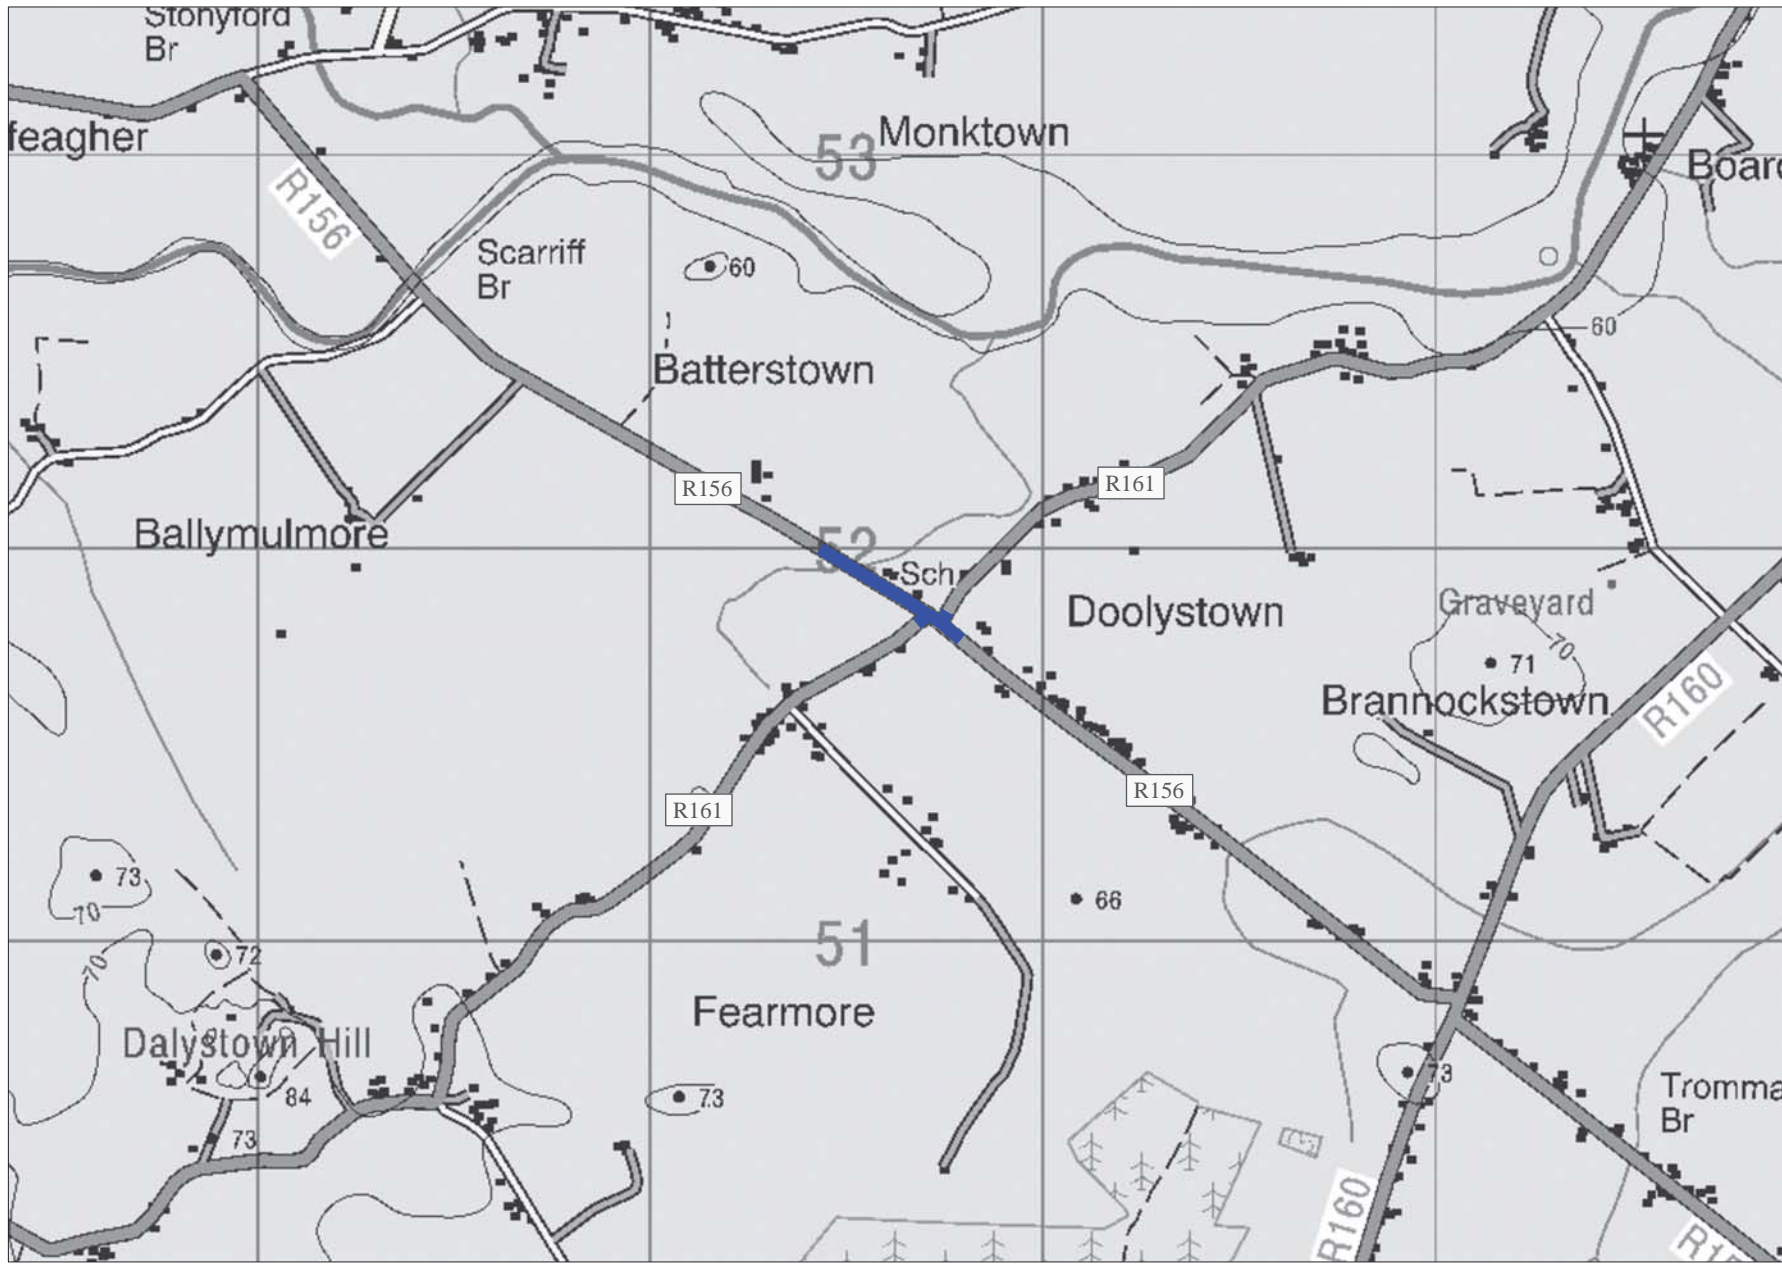 Stonyford
Br
feagher
R156
Monktown
53
Board
Scarriff
Br
60
60
Batterstown
R156
R161
Ballymulmore
52
Sch
Doolystown
Graveyard
70
71
Brannockstown
R160
R161
R156
73
70
66
72
70
51
Fearmore
Dalystown Hill
84
73
73
73
Tromma
Br
R160